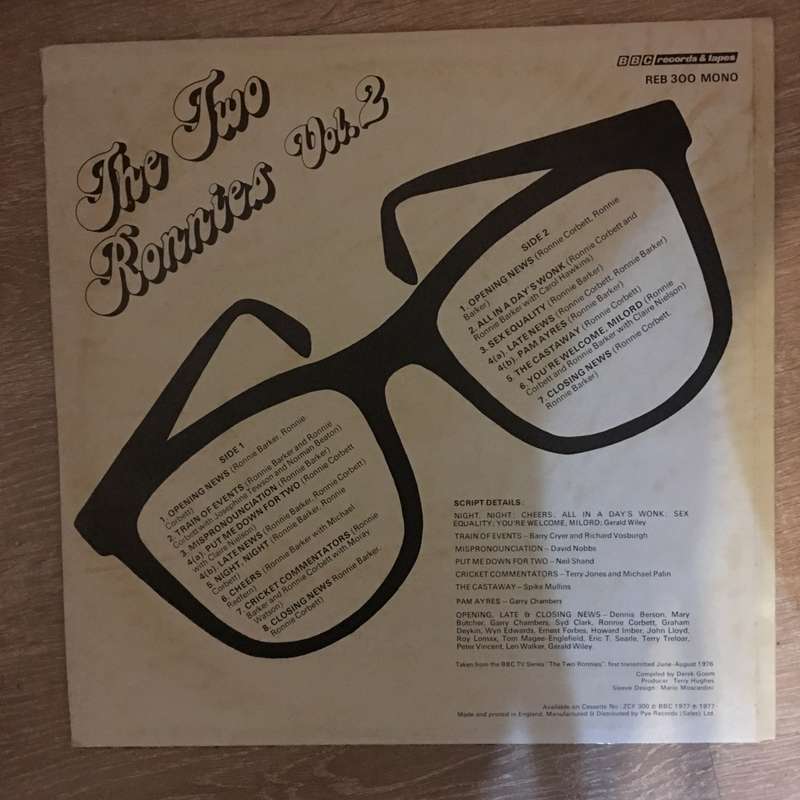 The Two
Ronnies Vol. 2
BBC records & tapes
REB 300 MONO
SIDE 1
1. OPENING NEWS (Ronnie Barker, Ronnie
Corbett)
2. TRAIN OF EVENTS (Ronnie Barker and Ronnie
Corbett with Josephine Tewson and Norman Beaton)
3. MISPRONOUNCIATION (Ronnie Barker)
4(a). PUT ME DOWN FOR TWO (Ronnie Corbett
with Claire Nielson)
4(b). LATE NEWS (Ronnie Barker, Ronnie Corbett)
5. NIGHT, NIGHT (Ronnie Barker, Ronnie
Corbett)
6. CHEERS (Ronnie Barker with Michael
Redfern)
7. CRICKET COMMENTATORS (Ronnie
Barker and Ronnie Corbett with Moray
Watson)
8. CLOSING NEWS Ronnie Barker,
Ronnie Corbett)
SIDE 2
1. OPENING NEWS (Ronnie Corbett, Ronnie
Barker)
2. ALL IN A DAY'S WONK (Ronnie Corbett and
Ronnie Barker with Carol Hawkins)
3. SEX EQUALITY (Ronnie Barker)
4(a). LATE NEWS (Ronnie Corbett, Ronnie Barker)
4(b). PAM AYRES (Ronnie Barker)
5. THE CASTAWAY (Ronnie Corbett)
6. YOU'RE WELCOME, MILORD (Ronnie
Corbett and Ronnie Barker with Claire Nielson)
7. CLOSING NEWS (Ronnie Corbett,
Ronnie Barker)
SCRIPT DETAILS:
NIGHT, NIGHT; CHEERS, ALL IN A DAY'S WONK; SEX
EQUALITY; YOU'RE WELCOME, MILORD: Gerald Wiley
TRAIN OF EVENTS – Barry Cryer and Richard Vosburgh
MISPRONOUNCIATION – David Nobbs
PUT ME DOWN FOR TWO – Neil Shand
CRICKET COMMENTATORS – Terry Jones and Michael Palin
THE CASTAWAY – Spike Mullins
PAM AYRES – Garry Chambers
OPENING, LATE & CLOSING NEWS – Dennis Berson, Mary
Butcher, Garry Chambers, Syd Clark, Ronnie Corbett, Graham
Deykin, Wyn Edwards, Ernest Forbes, Howard Imber, John Lloyd,
Roy Lomax, Tom Magee-Englefield, Eric T. Searle, Terry Treloar,
Peter Vincent, Len Walker, Gerald Wiley.
Taken from the BBC TV Series "The Two Ronnies", first transmitted June-August 1976
Compiled by Derek Goom
Producer : Terry Hughes
Sleeve Design : Mario Moscardini
Available on Cassette No : ZCF 300 © BBC 1977 ℗ 1977
Made and printed in England. Manufactured & Distributed by Pye Records (Sales) Ltd.